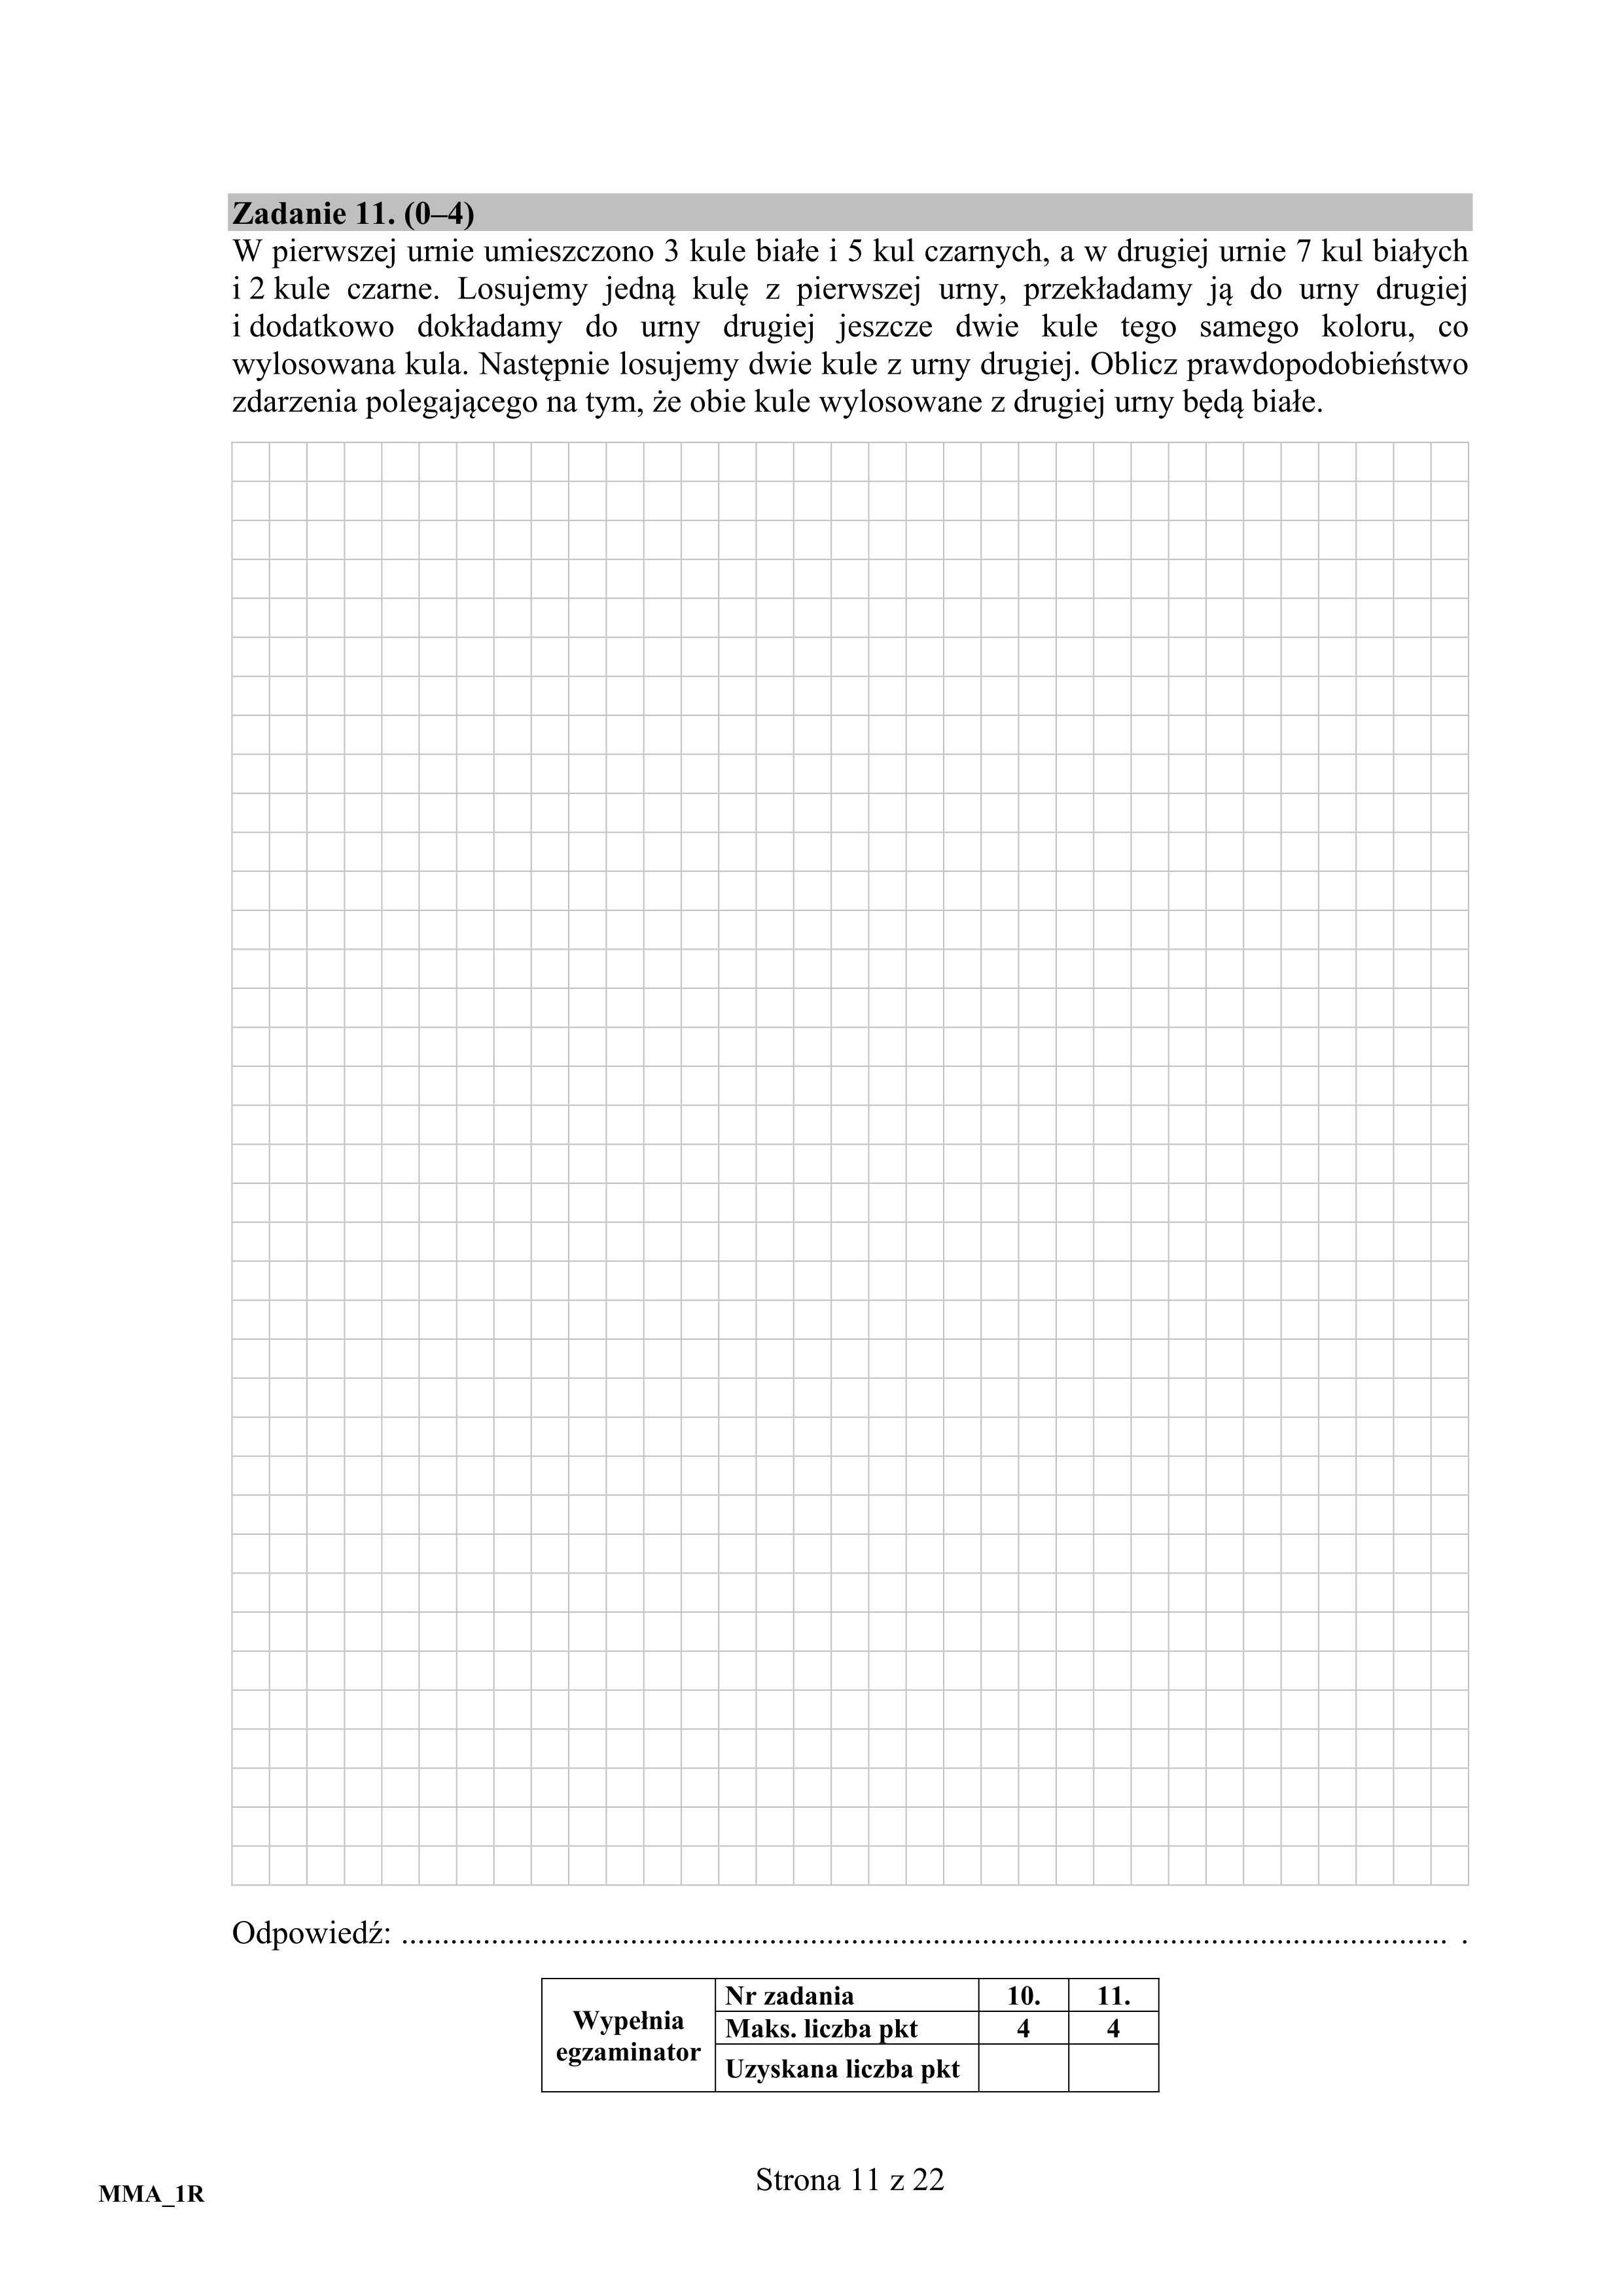 Zadanie 11. (0–4)
W pierwszej urnie umieszczono 3 kule białe i 5 kul czarnych, a w drugiej urnie 7 kul białych
i 2 kule czarne. Losujemy jedną kulę z pierwszej urny, przekładamy ją do urny drugiej
i dodatkowo dokładamy do urny drugiej jeszcze dwie kule tego samego koloru, co
wylosowana kula. Następnie losujemy dwie kule z urny drugiej. Oblicz prawdopodobieństwo
zdarzenia polegającego na tym, że obie kule wylosowane z drugiej urny będą białe.
Odpowiedź: ................................................................................................................................ .
Wypełnia egzaminator
Nr zadania 10. 11.
Maks. liczba pkt 4 4
Uzyskana liczba pkt
Strona 11 z 22
MMA_1R